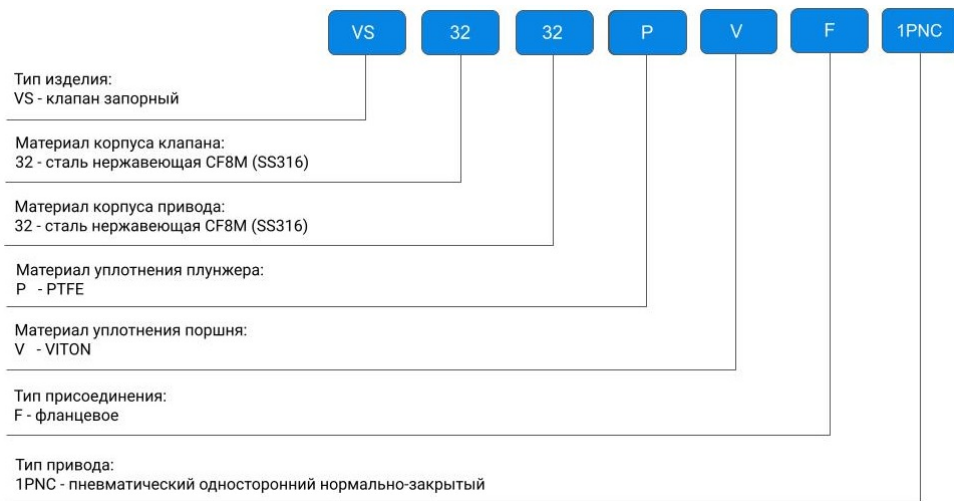 VS 32 32 P V F 1PNC
Тип изделия:
VS - клапан запорный
Материал корпуса клапана:
32 - сталь нержавеющая CF8M (SS316)
Материал корпуса привода:
32 - сталь нержавеющая CF8M (SS316)
Материал уплотнения плунжера:
P - PTFE
Материал уплотнения поршня:
V - VITON
Тип присоединения:
F - фланцевое
Тип привода:
1PNC - пневматический односторонний нормально-закрытый